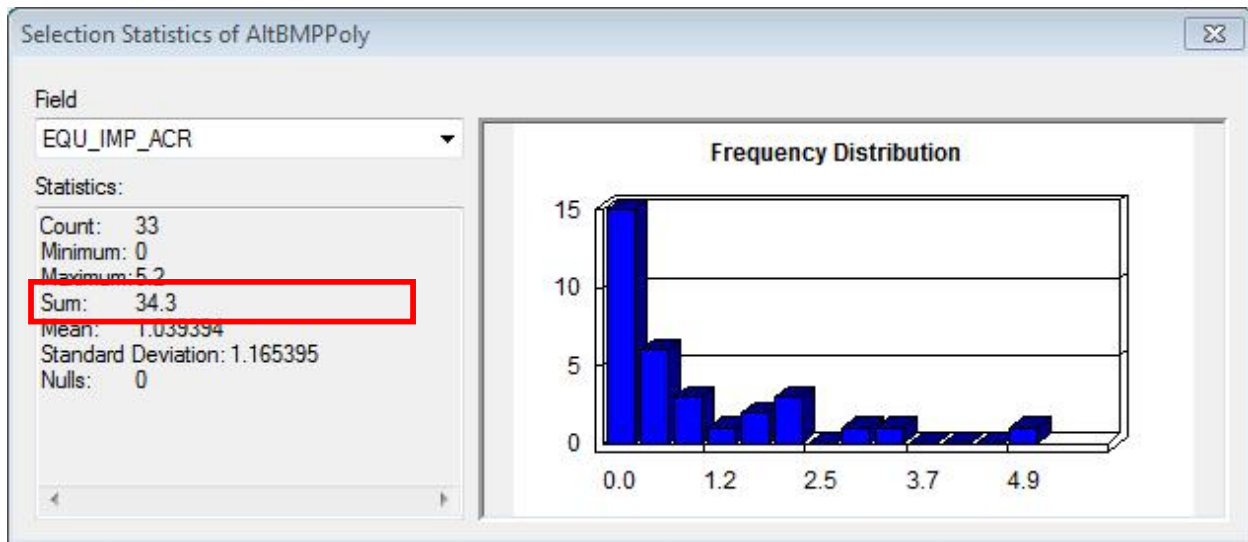 Selection Statistics of AltBMPPoly
Field
EQU_IMP_ACR
Statistics:
Count: 33
Minimum: 0
Maximum: 5.2
Sum: 34.3
Mean: 1.039394
Standard Deviation: 1.165395
Nulls: 0
Frequency Distribution
15
10
5
0
0.0 1.2 2.5 3.7 4.9